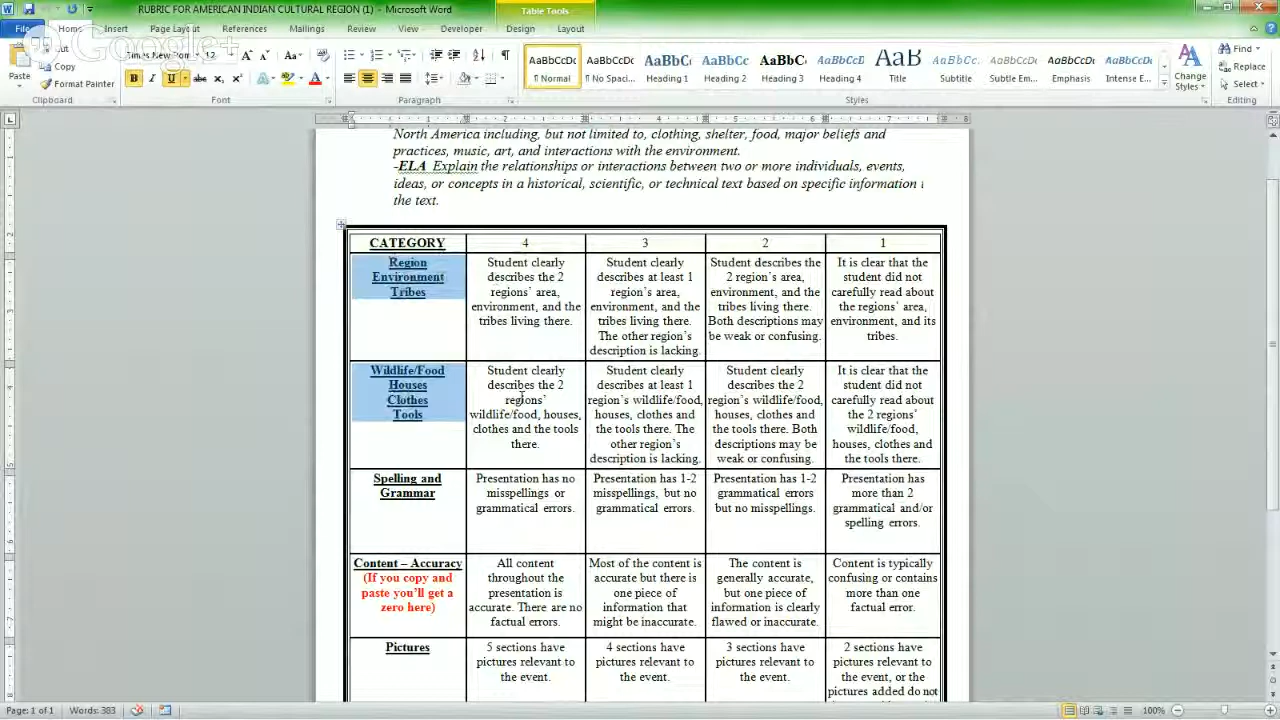 RUBRIC FOR AMERICAN INDIAN CULTURAL REGION (1) - Microsoft Word
Table Tools
File Home Insert Page Layout References Mailings Review View Developer Design Layout
Google+
Paste
Copy
Format Painter
Clipboard
Font
Paragraph
AaBbCcDc AaBbCcDc AaBbC AaBbCc AaBbC AaBbCcD AaB AaBbCcD AaBbCcDc AaBbCcDc AaBbCcDc
¶ Normal ¶ No Spaci... Heading 1 Heading 2 Heading 3 Heading 4 Title Subtitle Subtle Em... Emphasis Intense E...
Styles
Change
Styles
Find
Replace
Select
Editing
North America including, but not limited to, clothing, shelter, food, major beliefs and
practices, music, art, and interactions with the environment.
-ELA Explain the relationships or interactions between two or more individuals, events,
ideas, or concepts in a historical, scientific, or technical text based on specific information
the text.
CATEGORY 4 3 2 1
Region
Environment
Tribes
Student clearly
describes the 2
regions’ area,
environment, and the
tribes living there.
Student clearly
describes at least 1
region’s area,
environment, and the
tribes living there.
The other region’s
description is lacking.
Student describes the
2 region’s area,
environment, and the
tribes living there.
Both descriptions may
be weak or confusing.
It is clear that the
student did not
carefully read about
the regions’ area,
environment, and its
tribes.
Wildlife/Food
Houses
Clothes
Tools
Student clearly
describes the 2
regions’
wildlife/food, houses,
clothes and the tools
there.
Student clearly
describes at least 1
region’s wildlife/food,
houses, clothes and
the tools there. The
other region’s
description is lacking.
Student clearly
describes the 2
region’s wildlife/food,
houses, clothes and
the tools there. Both
descriptions may be
weak or confusing.
It is clear that the
student did not
carefully read about
the 2 regions’
wildlife/food,
houses, clothes and
the tools there.
Spelling and
Grammar
Presentation has no
misspellings or
grammatical errors.
Presentation has 1-2
misspellings, but no
grammatical errors.
Presentation has 1-2
grammatical errors
but no misspellings.
Presentation has
more than 2
grammatical and/or
spelling errors.
Content – Accuracy
(If you copy and
paste you’ll get a
zero here)
All content
throughout the
presentation is
accurate. There are no
factual errors.
Most of the content is
accurate but there is
one piece of
information that
might be inaccurate.
The content is
generally accurate,
but one piece of
information is clearly
flawed or inaccurate.
Content is typically
confusing or contains
more than one
factual error.
Pictures
5 sections have
pictures relevant to
the event.
4 sections have
pictures relevant to
the event.
3 sections have
pictures relevant to
the event.
2 sections have
pictures relevant to
the event, or the
pictures added do not
Page: 1 of 1 Words: 383 100%